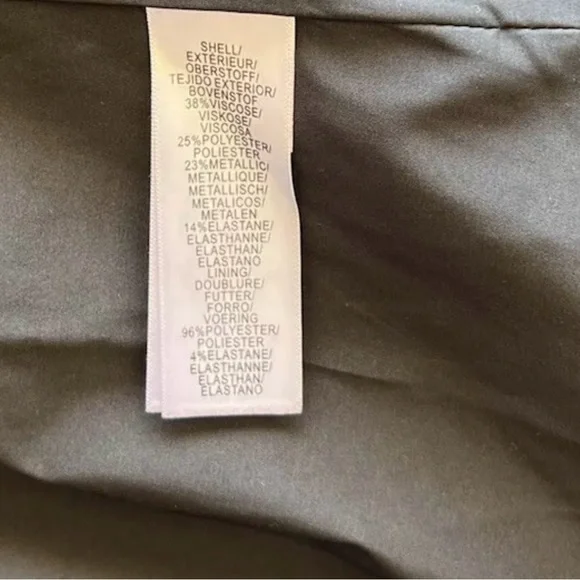 SHELL/
EXTÉRIEUR/
OBERSTOFF/
TEJIDO EXTERIOR/
BOVENSTOF
38%VISCOSE/
VISKOSE/
VISCOSA
25%POLYESTER/
POLIESTER
23%METALLIC/
METALLIQUE/
METALLISCH/
METALICOS/
METALEN
14%ELASTANE/
ELASTHANNE/
ELASTHAN/
ELASTANO
LINING/
DOUBLURE/
FUTTER/
FORRO/
VOERING
96%POLYESTER/
POLIESTER
4%ELASTANE/
ELASTHANNE/
ELASTHAN/
ELASTANO